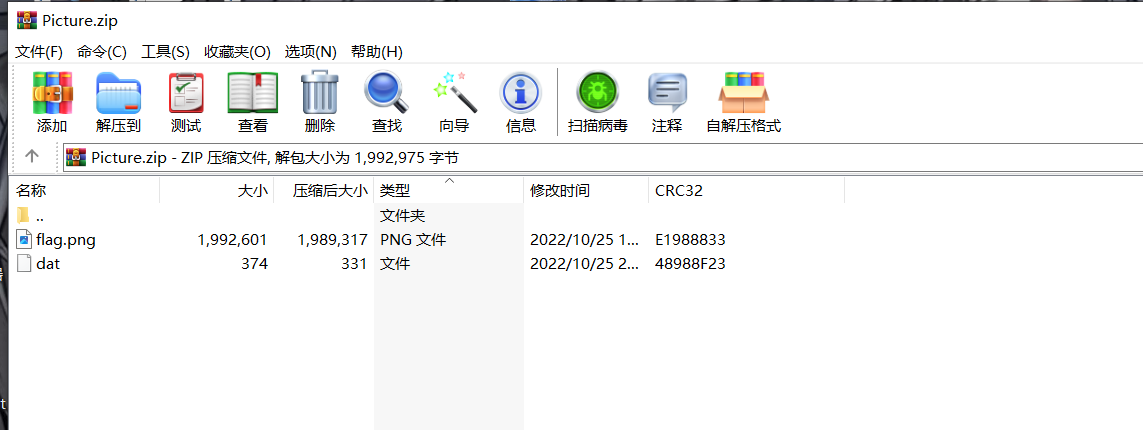 Picture.zip
文件(F) 命令(C) 工具(S) 收藏夹(O) 选项(N) 帮助(H)
添加 解压到 测试 查看 删除 查找 向导 信息 扫描病毒 注释 自解压格式
Picture.zip - ZIP 压缩文件, 解包大小为 1,992,975 字节
名称 大小 压缩后大小 类型 修改时间 CRC32
.. 文件夹
flag.png 1,992,601 1,989,317 PNG 文件 2022/10/25 1... E1988833
dat 374 331 文件 2022/10/25 2... 48988F23
t